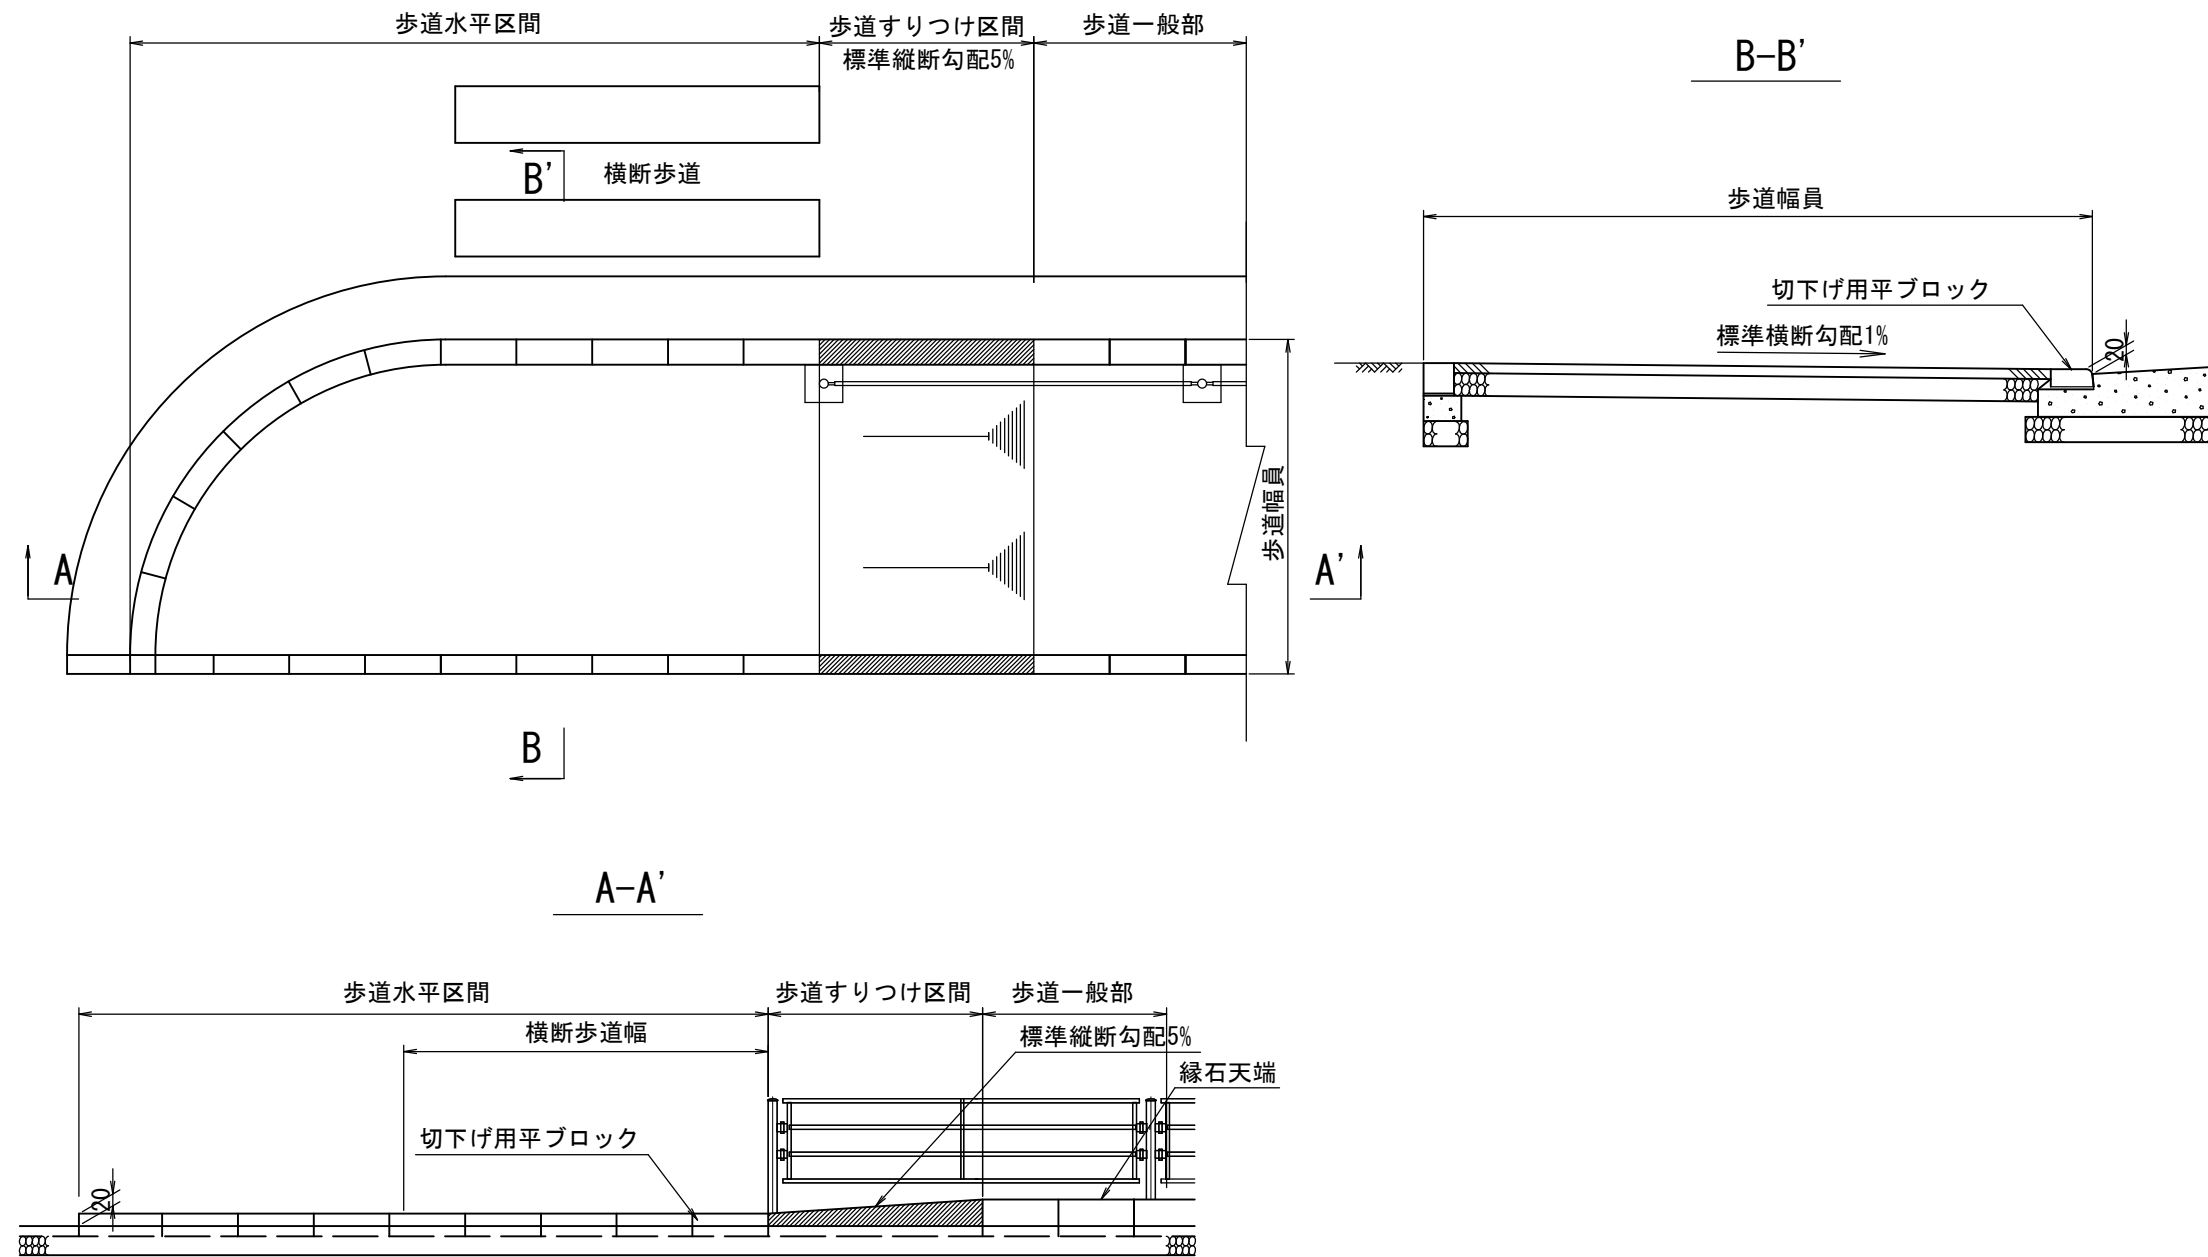 歩道水平区間
歩道すりつけ区間
標準縦断勾配5%
歩道一般部
B'
横断歩道
A
A'
歩道幅員
B
B-B'
歩道幅員
切下げ用平ブロック
標準横断勾配1%
20
A-A'
歩道水平区間
歩道すりつけ区間
歩道一般部
横断歩道幅
標準縦断勾配5%
縁石天端
切下げ用平ブロック
20